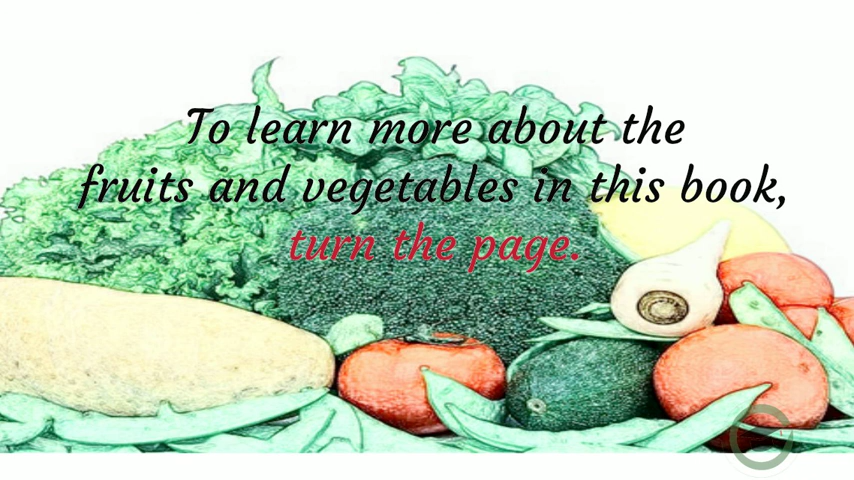 To learn more about the
fruits and vegetables in this book,
turn the page.